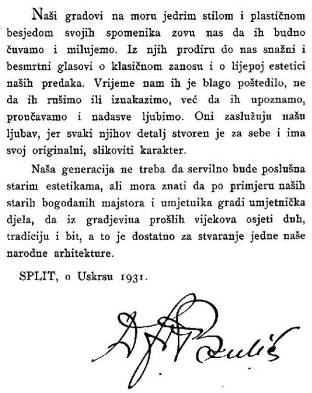 Naši gradovi na moru jedrim stilom i plastičnom
besjedom svojih spomenika zovu nas da ih budno
čuvamo i milujemo. Iz njih prodiru do nas snažni i
besmrtni glasovi o klasičnom zanosu i o lijepoj estetici
naših predaka. Vrijeme nam ih je blago poštedilo, ne
da ih rušimo ili iznakazimo, već da ih upoznamo,
proučavamo i nadasve ljubimo. Oni zaslužuju našu
ljubav, jer svaki njihov detalj stvoren je za sebe i ima
svoj originalni, slikoviti karakter.
Naša generacija ne treba da servilno bude poslušna
starim estetikama, ali mora znati da po primjeru naših
starih bogodanih majstora i umjetnika gradi umjetnička
djela, da iz gradjevina prošlih vijekova osjeti duh,
tradiciju i bit, a to je dostatno za stvaranje jedne naše
narodne arhitekture.
SPLIT, o Uskrsu 1931.
Bulić